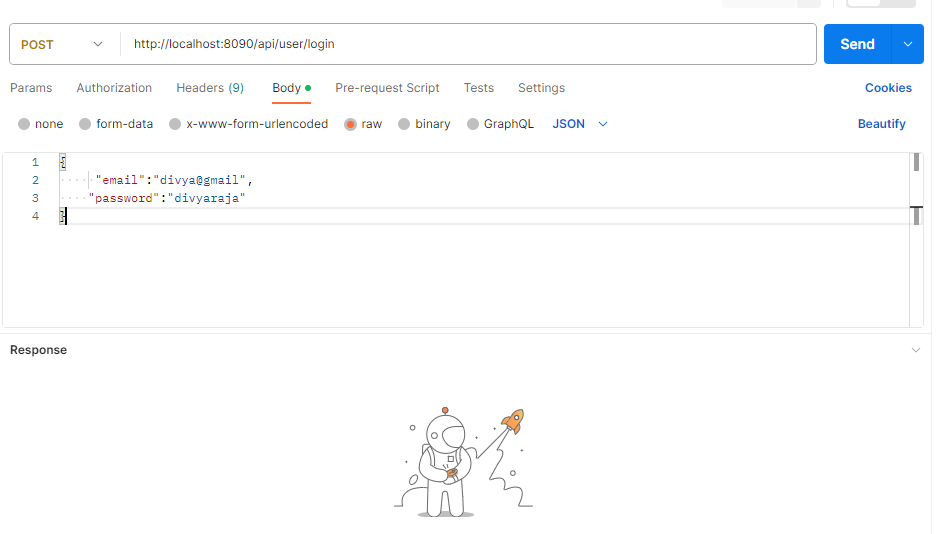 POST http://localhost:8090/api/user/login Send
Params Authorization Headers (9) Body Pre-request Script Tests Settings Cookies
none form-data x-www-form-urlencoded raw binary GraphQL JSON Beautify
1 {
2 "email":"divya@gmail",
3 "password":"divyaraja"
4 }
Response